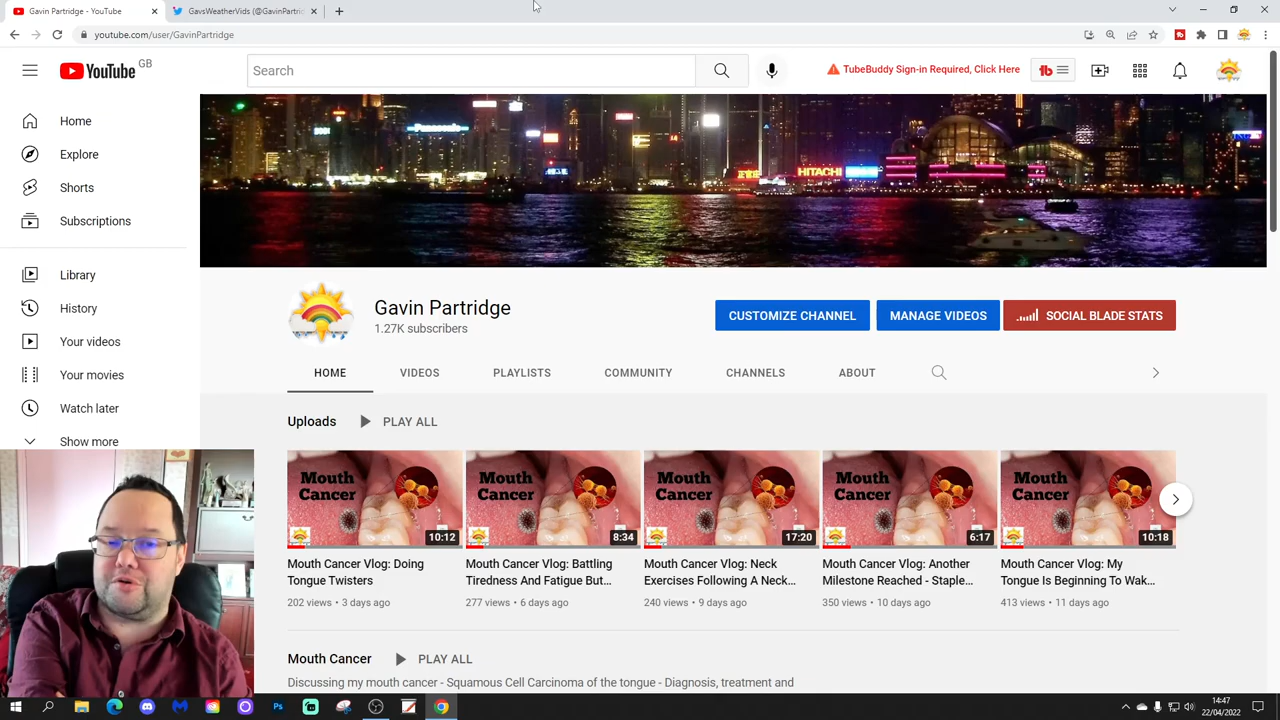 Gavin Partridge - YouTube
GavsWeatherVids (@GavinPartrid
youtube.com/user/GavinPartridge
YouTube GB
Search
TubeBuddy Sign-in Required, Click Here
tb
Home
Explore
Shorts
Subscriptions
Library
History
Your videos
Your movies
Watch later
Show more
HITACHI
Gavin Partridge
1.27K subscribers
CUSTOMIZE CHANNEL
MANAGE VIDEOS
SOCIAL BLADE STATS
HOME
VIDEOS
PLAYLISTS
COMMUNITY
CHANNELS
ABOUT
Uploads
PLAY ALL
Mouth
Cancer
10:12
Mouth Cancer Vlog: Doing
Tongue Twisters
202 views • 3 days ago
Mouth
Cancer
8:34
Mouth Cancer Vlog: Battling
Tiredness And Fatigue But...
277 views • 6 days ago
Mouth
Cancer
17:20
Mouth Cancer Vlog: Neck
Exercises Following A Neck...
240 views • 9 days ago
Mouth
Cancer
6:17
Mouth Cancer Vlog: Another
Milestone Reached - Staple...
350 views • 10 days ago
Mouth
Cancer
10:18
Mouth Cancer Vlog: My
Tongue Is Beginning To Wak...
413 views • 11 days ago
Mouth Cancer
PLAY ALL
Discussing my mouth cancer - Squamous Cell Carcinoma of the tongue - Diagnosis, treatment and
Ps
14:47
22/04/2022